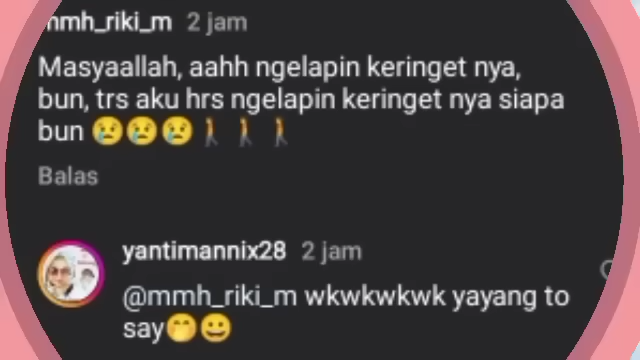 mmh_riki_m 2 jam
Masyaallah, aahh ngelapin keringet nya,
bun, trs aku hrs ngelapin keringet nya siapa
bun 😢😢😢🚶🚶🚶
Balas
yantimannix28 2 jam
@mmh_riki_m wkwkwkwk yayang to
say🤭😀